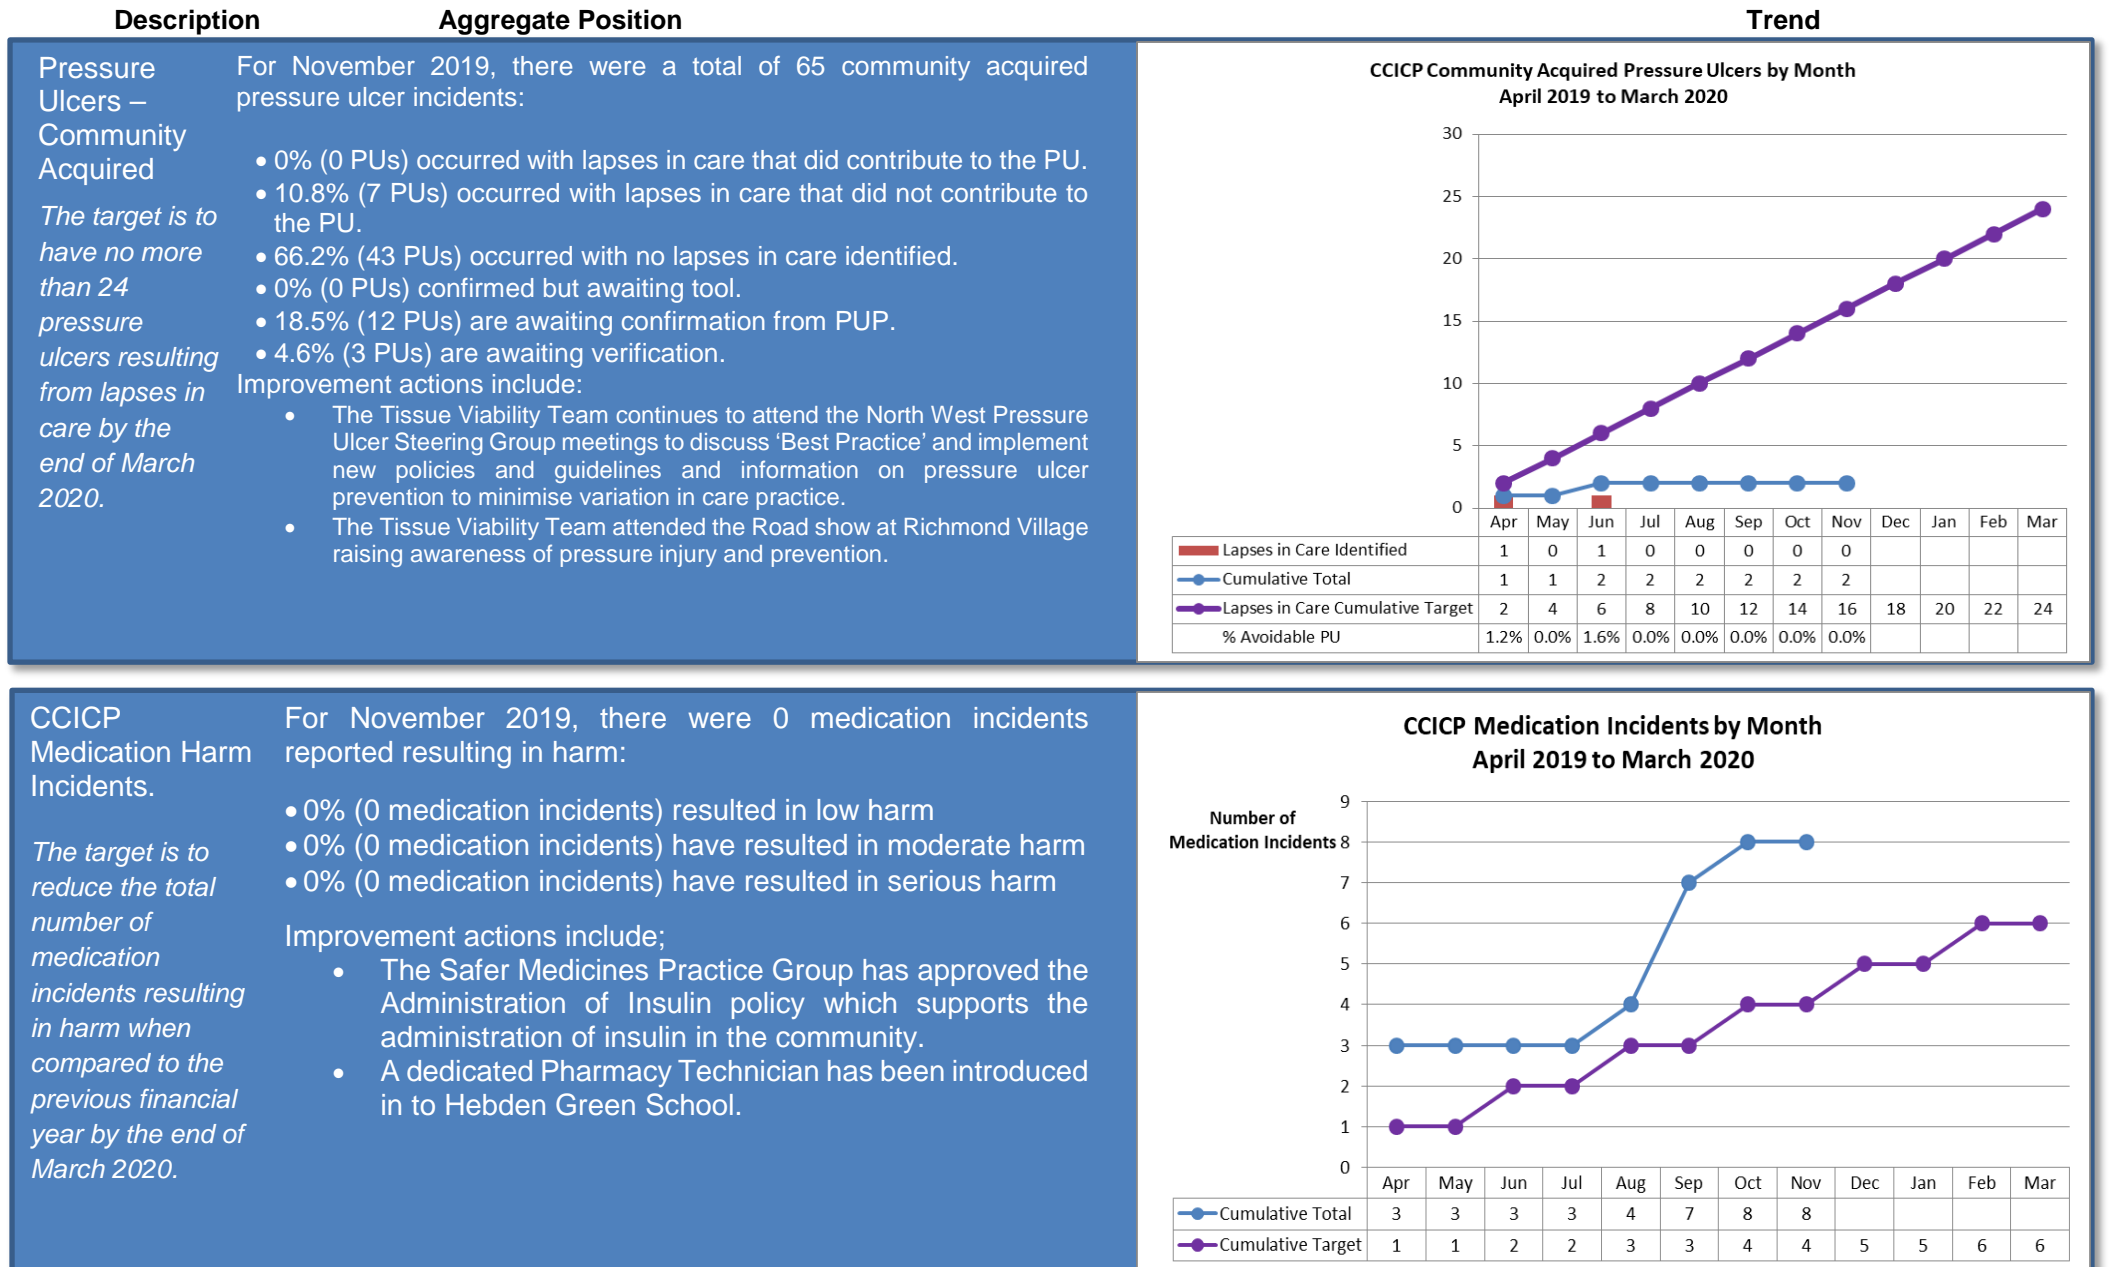 Description Aggregate Position Trend
Pressure
Ulcers –
Community
Acquired
The target is to
have no more
than 24
pressure
ulcers resulting
from lapses in
care by the
end of March
2020.
For November 2019, there were a total of 65 community acquired
pressure ulcer incidents:
• 0% (0 PUs) occurred with lapses in care that did contribute to the PU.
• 10.8% (7 PUs) occurred with lapses in care that did not contribute to
the PU.
• 66.2% (43 PUs) occurred with no lapses in care identified.
• 0% (0 PUs) confirmed but awaiting tool.
• 18.5% (12 PUs) are awaiting confirmation from PUP.
• 4.6% (3 PUs) are awaiting verification.
Improvement actions include:
• The Tissue Viability Team continues to attend the North West Pressure
Ulcer Steering Group meetings to discuss ‘Best Practice’ and implement
new policies and guidelines and information on pressure ulcer
prevention to minimise variation in care practice.
• The Tissue Viability Team attended the Road show at Richmond Village
raising awareness of pressure injury and prevention.
CCICP Community Acquired Pressure Ulcers by Month
April 2019 to March 2020
30
25
20
15
10
5
0
Apr May Jun Jul Aug Sep Oct Nov Dec Jan Feb Mar
Lapses in Care Identified 1 0 1 0 0 0 0 0
Cumulative Total 1 1 2 2 2 2 2 2
Lapses in Care Cumulative Target 2 4 6 8 10 12 14 16 18 20 22 24
% Avoidable PU 1.2% 0.0% 1.6% 0.0% 0.0% 0.0% 0.0% 0.0%
CCICP
Medication Harm
Incidents.
The target is to
reduce the total
number of
medication
incidents resulting
in harm when
compared to the
previous financial
year by the end of
March 2020.
For November 2019, there were 0 medication incidents
reported resulting in harm:
• 0% (0 medication incidents) resulted in low harm
• 0% (0 medication incidents) have resulted in moderate harm
• 0% (0 medication incidents) have resulted in serious harm
Improvement actions include;
• The Safer Medicines Practice Group has approved the
Administration of Insulin policy which supports the
administration of insulin in the community.
• A dedicated Pharmacy Technician has been introduced
in to Hebden Green School.
CCICP Medication Incidents by Month
April 2019 to March 2020
Number of
Medication Incidents
9
8
7
6
5
4
3
2
1
0
Apr May Jun Jul Aug Sep Oct Nov Dec Jan Feb Mar
Cumulative Total 3 3 3 3 4 7 8 8
Cumulative Target 1 1 2 2 3 3 4 4 5 5 6 6